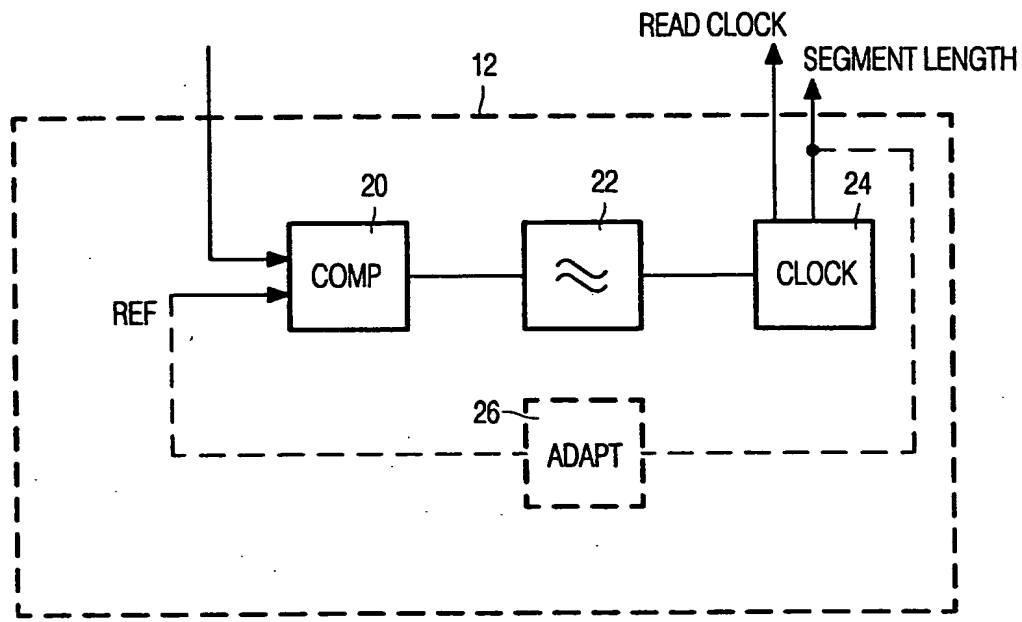 READ CLOCK
SEGMENT LENGTH
12
20
22
24
COMP
CLOCK
REF
26
ADAPT